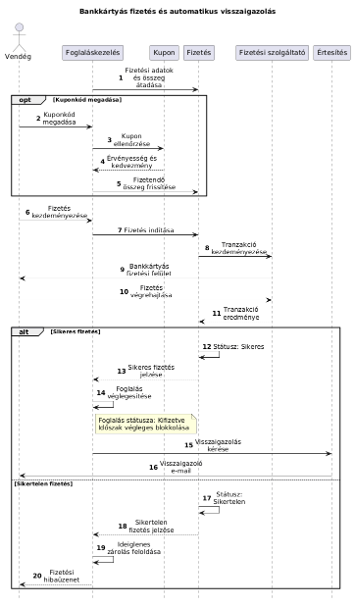 Bankkártyás fizetés és automatikus visszaigazolás
Vendég
Foglaláskezelés
Kupon
Fizetés
Fizetési szolgáltató
Értesítés
1 Fizetési adatok
és összeg
átadása
opt [Kuponkód megadása]
2 Kuponkód
megadása
3 Kupon
ellenőrzése
4 Érvényesség és
kedvezmény
5 Fizetendő
összeg frissítése
6 Fizetés
kezdeményezése
7 Fizetés indítása
8 Tranzakció
kezdeményezése
9 Bankkártyás
fizetési felület
10 Fizetés
végrehajtása
11 Tranzakció
eredménye
alt [Sikeres fizetés]
12 Státusz: Sikeres
13 Sikeres fizetés
jelzése
14 Foglalás
véglegesítése
Foglalás státusza: Kifizetve
Időszak végleges blokkolása
15 Visszaigazolás
kérése
16 Visszaigazoló
e-mail
[Sikertelen fizetés]
17 Státusz:
Sikertelen
18 Sikertelen
fizetés jelzése
19 Ideiglenes
zárolás feloldása
20 Fizetési
hibaüzenet